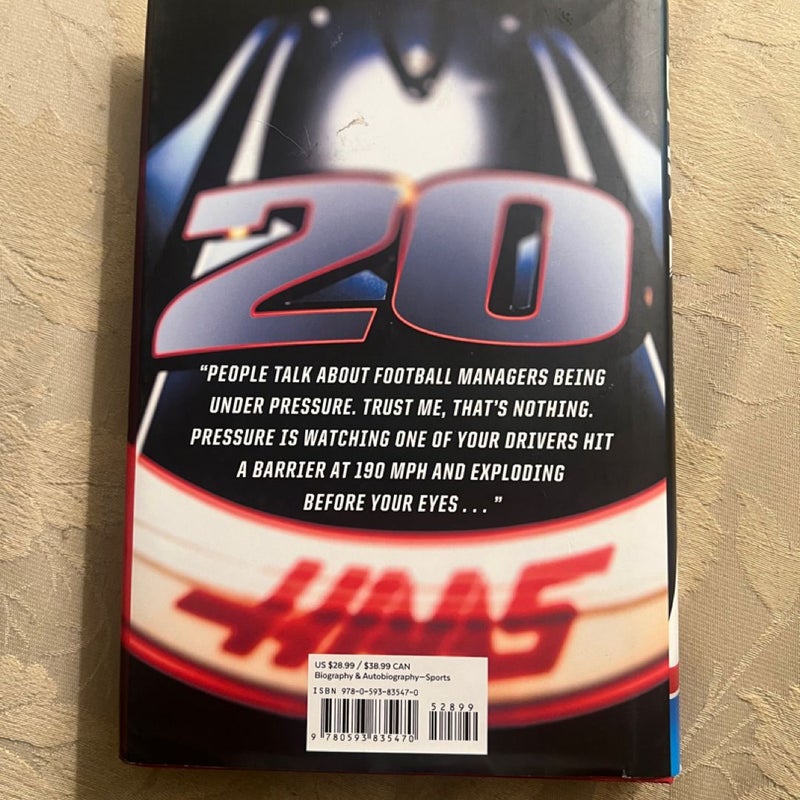 20
“PEOPLE TALK ABOUT FOOTBALL MANAGERS BEING
UNDER PRESSURE. TRUST ME, THAT'S NOTHING.
PRESSURE IS WATCHING ONE OF YOUR DRIVERS HIT
A BARRIER AT 190 MPH AND EXPLODING
BEFORE YOUR EYES . . . ”
HAAS
US $28.99 / $38.99 CAN
Biography & Autobiography—Sports
ISBN 978-0-593-83547-0
52899
9 780593 835470